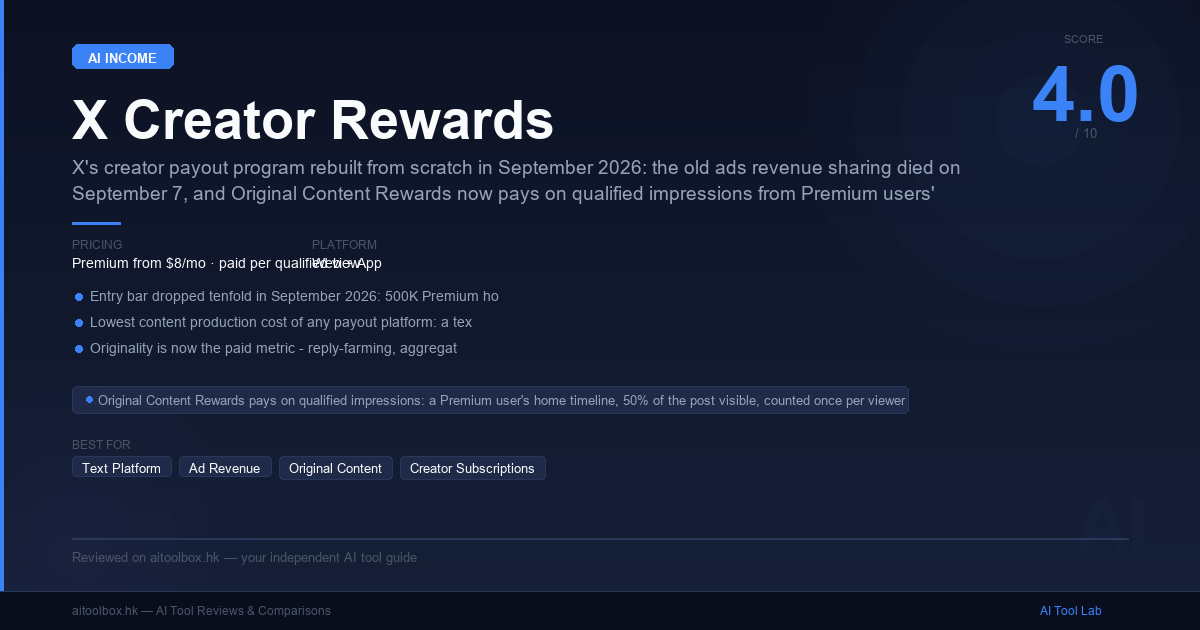 AI INCOME
SCORE
4.0
/ 10
X Creator Rewards
X's creator payout program rebuilt from scratch in September 2026: the old ads revenue sharing died on
September 7, and Original Content Rewards now pays on qualified impressions from Premium users'
PRICING
PLATFORM
Premium from $8/mo · paid per qualified view
Web · App
Entry bar dropped tenfold in September 2026: 500K Premium ho
Lowest content production cost of any payout platform: a tex
Originality is now the paid metric - reply-farming, aggregat
Original Content Rewards pays on qualified impressions: a Premium user's home timeline, 50% of the post visible, counted once per viewer
BEST FOR
Text Platform
Ad Revenue
Original Content
Creator Subscriptions
AI
Reviewed on aitoolbox.hk — your independent AI tool guide
aitoolbox.hk — AI Tool Reviews & Comparisons
AI Tool Lab